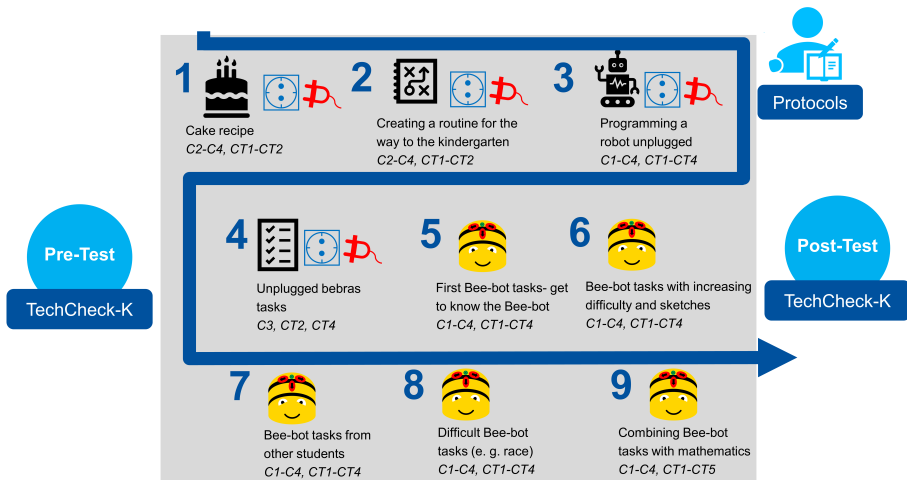 1
2
3
Cake recipe
C2-C4, CT1-CT2
Creating a routine for the
way to the kindergarten
C2-C4, CT1-CT2
Programming a
robot unplugged
C1-C4, CT1-CT4
Protocols
Pre-Test
TechCheck-K
4
5
6
Unplugged bebras
tasks
C3, CT2, CT4
First Bee-bot tasks- get
to know the Bee-bot
C1-C4, CT1-CT4
Bee-bot tasks with increasing
difficulty and sketches
C1-C4, CT1-CT4
Post-Test
TechCheck-K
7
8
9
Bee-bot tasks from
other students
C1-C4, CT1-CT4
Difficult Bee-bot
tasks (e. g. race)
C1-C4, CT1-CT4
Combining Bee-bot
tasks with mathematics
C1-C4, CT1-CT5